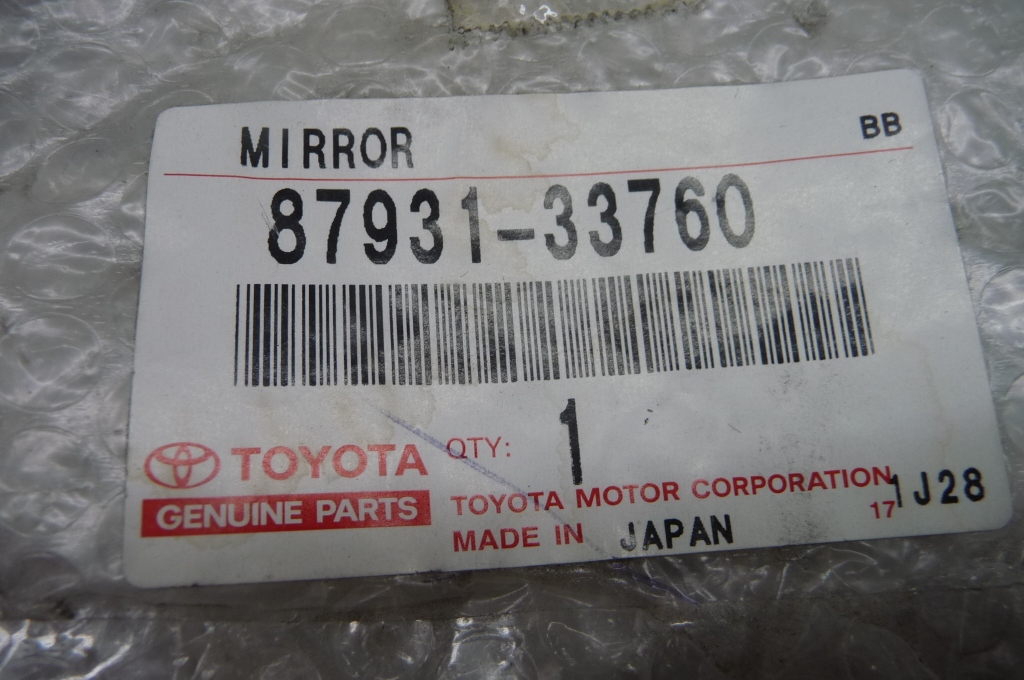 MIRROR BB
87931-33760
QTY: 1
TOYOTA
GENUINE PARTS
TOYOTA MOTOR CORPORATION
17 1J28
MADE IN JAPAN